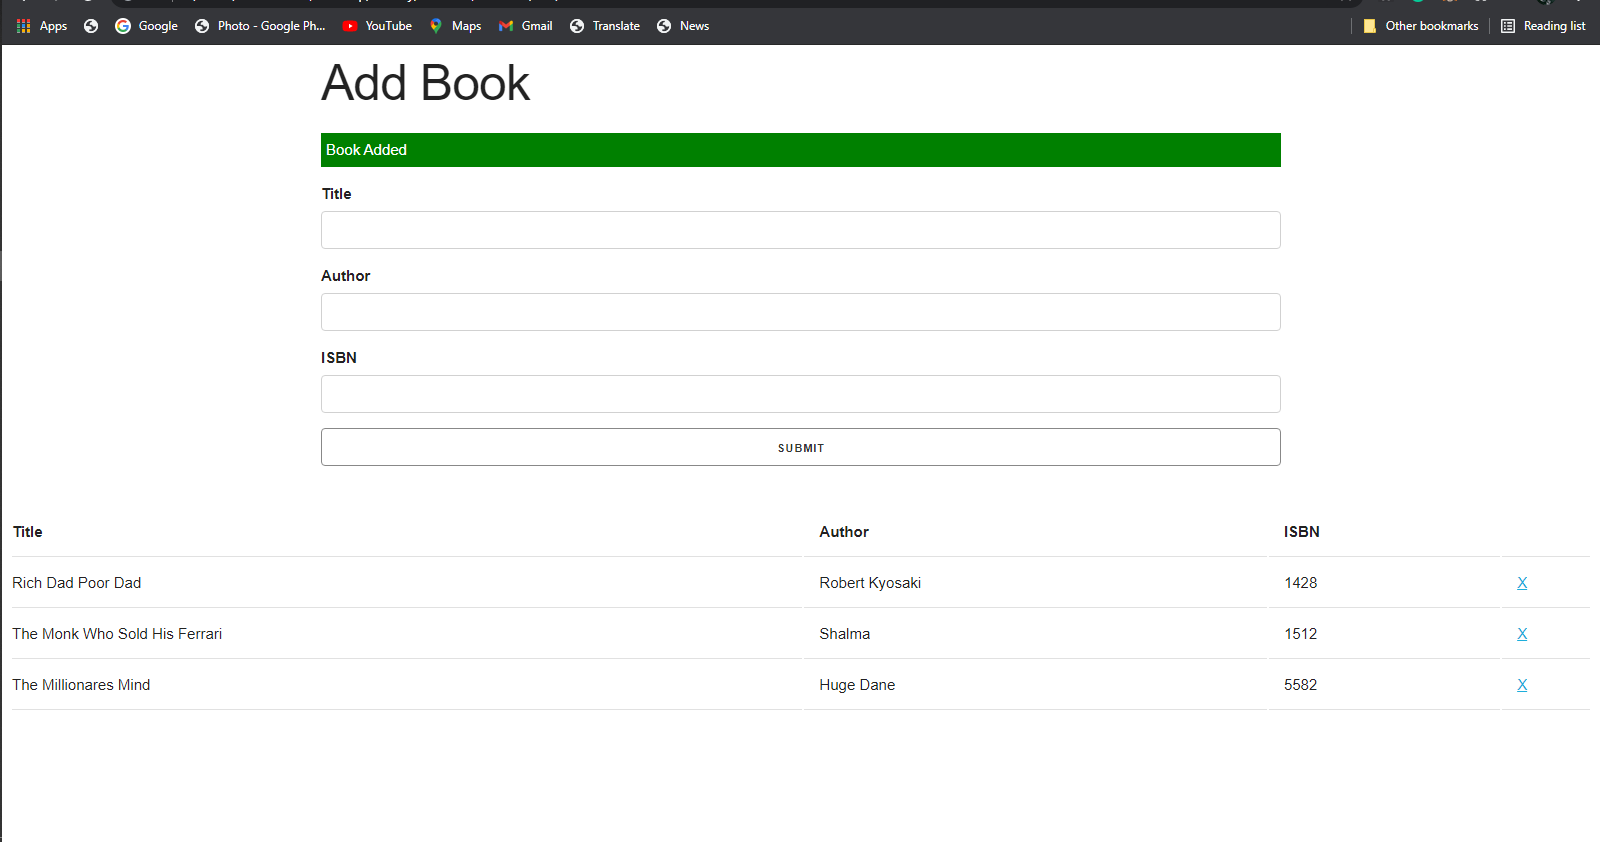 Apps Google Photo - Google Ph... YouTube Maps Gmail Translate News Other bookmarks Reading list
Add Book
Book Added
Title
Author
ISBN
SUBMIT
Title Author ISBN
Rich Dad Poor Dad Robert Kyosaki 1428 X
The Monk Who Sold His Ferrari Shalma 1512 X
The Millionares Mind Huge Dane 5582 X